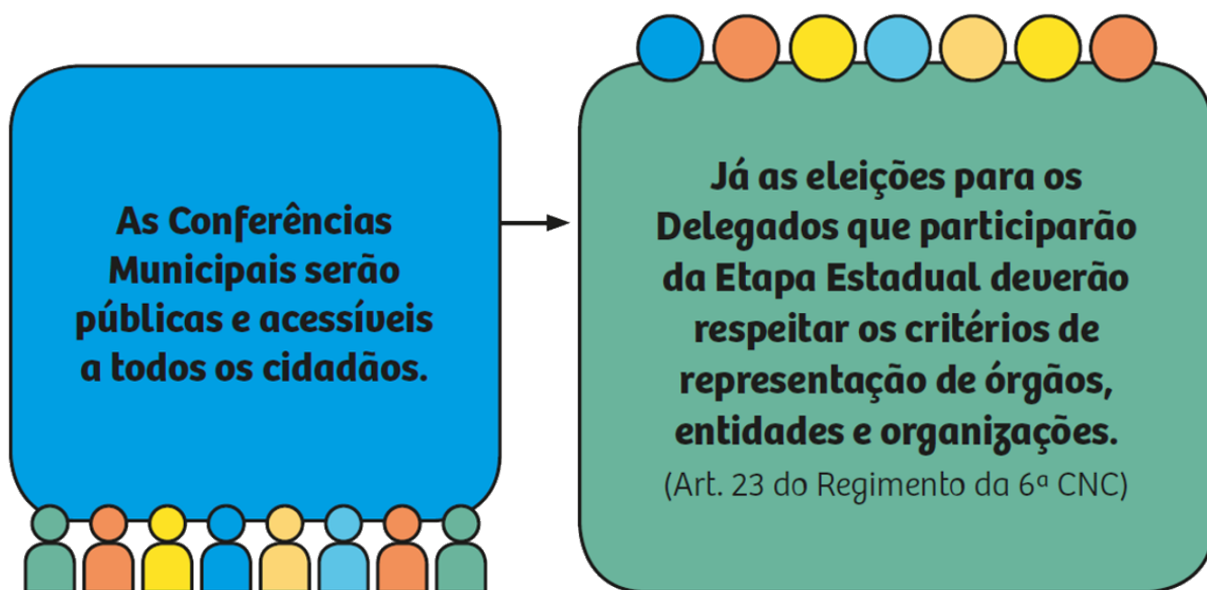 As Conferências
Municipais serão
públicas e acessíveis
a todos os cidadãos.
Já as eleições para os
Delegados que participarão
da Etapa Estadual deverão
respeitar os critérios de
representação de órgãos,
entidades e organizações.
(Art. 23 do Regimento da 6ª CNC)